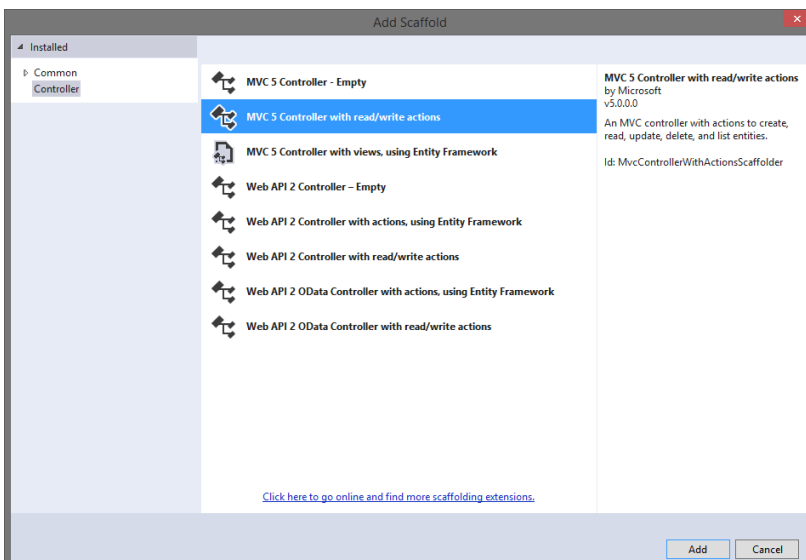 Add Scaffold
Installed
Common
Controller
MVC 5 Controller - Empty
MVC 5 Controller with read/write actions
MVC 5 Controller with views, using Entity Framework
Web API 2 Controller – Empty
Web API 2 Controller with actions, using Entity Framework
Web API 2 Controller with read/write actions
Web API 2 OData Controller with actions, using Entity Framework
Web API 2 OData Controller with read/write actions
Click here to go online and find more scaffolding extensions.
MVC 5 Controller with read/write actions
by Microsoft
v5.0.0.0
An MVC controller with actions to create,
read, update, delete, and list entities.
Id: MvcControllerWithActionsScaffolder
Add
Cancel